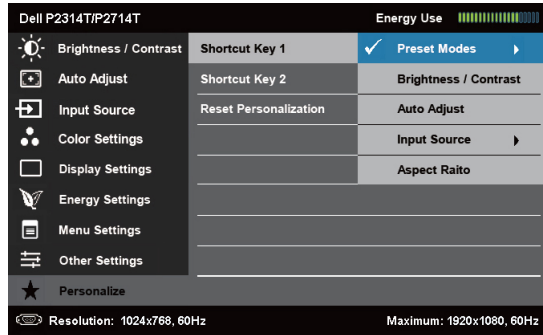 Dell P2314T/P2714T
Energy Use
Brightness / Contrast
Auto Adjust
Input Source
Color Settings
Display Settings
Energy Settings
Menu Settings
Other Settings
Personalize
Shortcut Key 1
Shortcut Key 2
Reset Personalization
Preset Modes
Brightness / Contrast
Auto Adjust
Input Source
Aspect Raito
Resolution: 1024x768, 60Hz
Maximum: 1920x1080, 60Hz